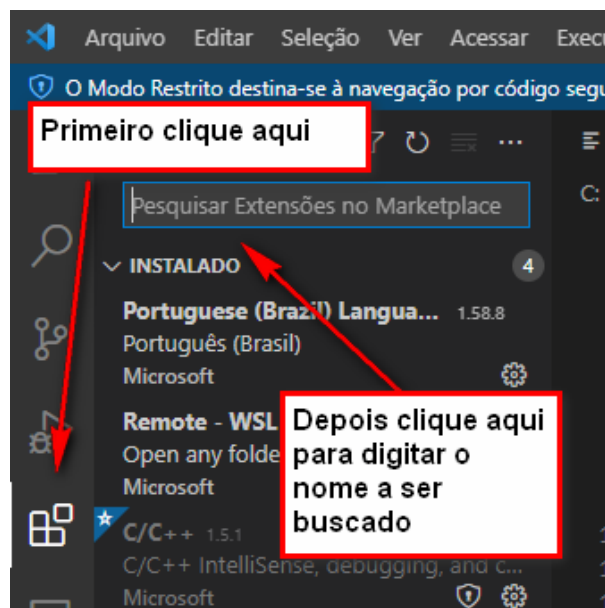 Arquivo Editar Seleção Ver Acessar
O Modo Restrito destina-se à navegação por código
Primeiro clique aqui
C:
Pesquisar Extensões no Marketplace
INSTALADO 4
Portuguese (Brazil) Langua... 1.58.8
Português (Brasil)
Microsoft
Remote - WSL
Open any folde
Microsoft
Depois clique aqui
para digitar o
nome a ser
buscado
C/C++ 1.5.1
C/C++ IntelliSense, debugging, and c...
Microsoft